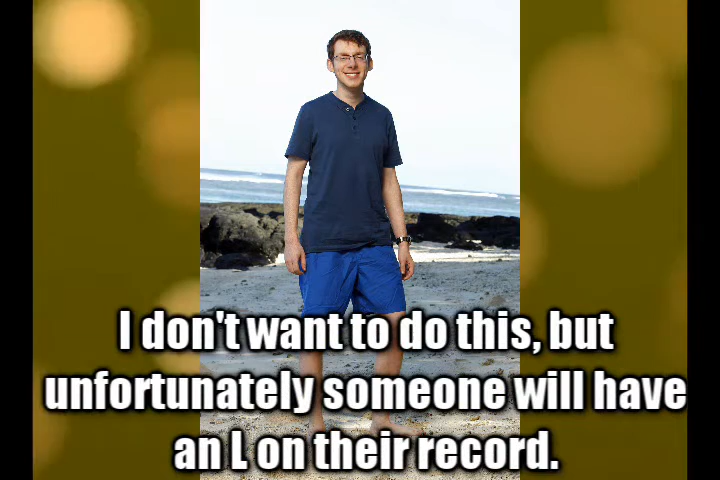 I don't want to do this, but
unfortunately someone will have
an L on their record.